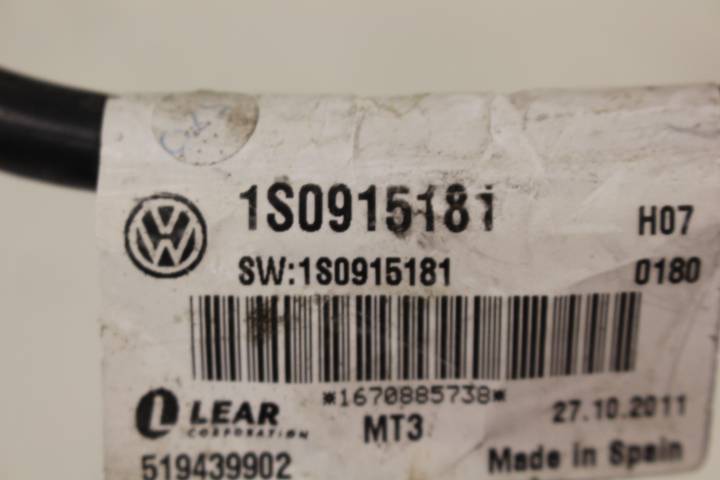 1S0915181
H07
SW:1S0915181
0180
*1670885738*
LEAR
CORPORATION
MT3
27.10.2011
519439902
Made in Spain